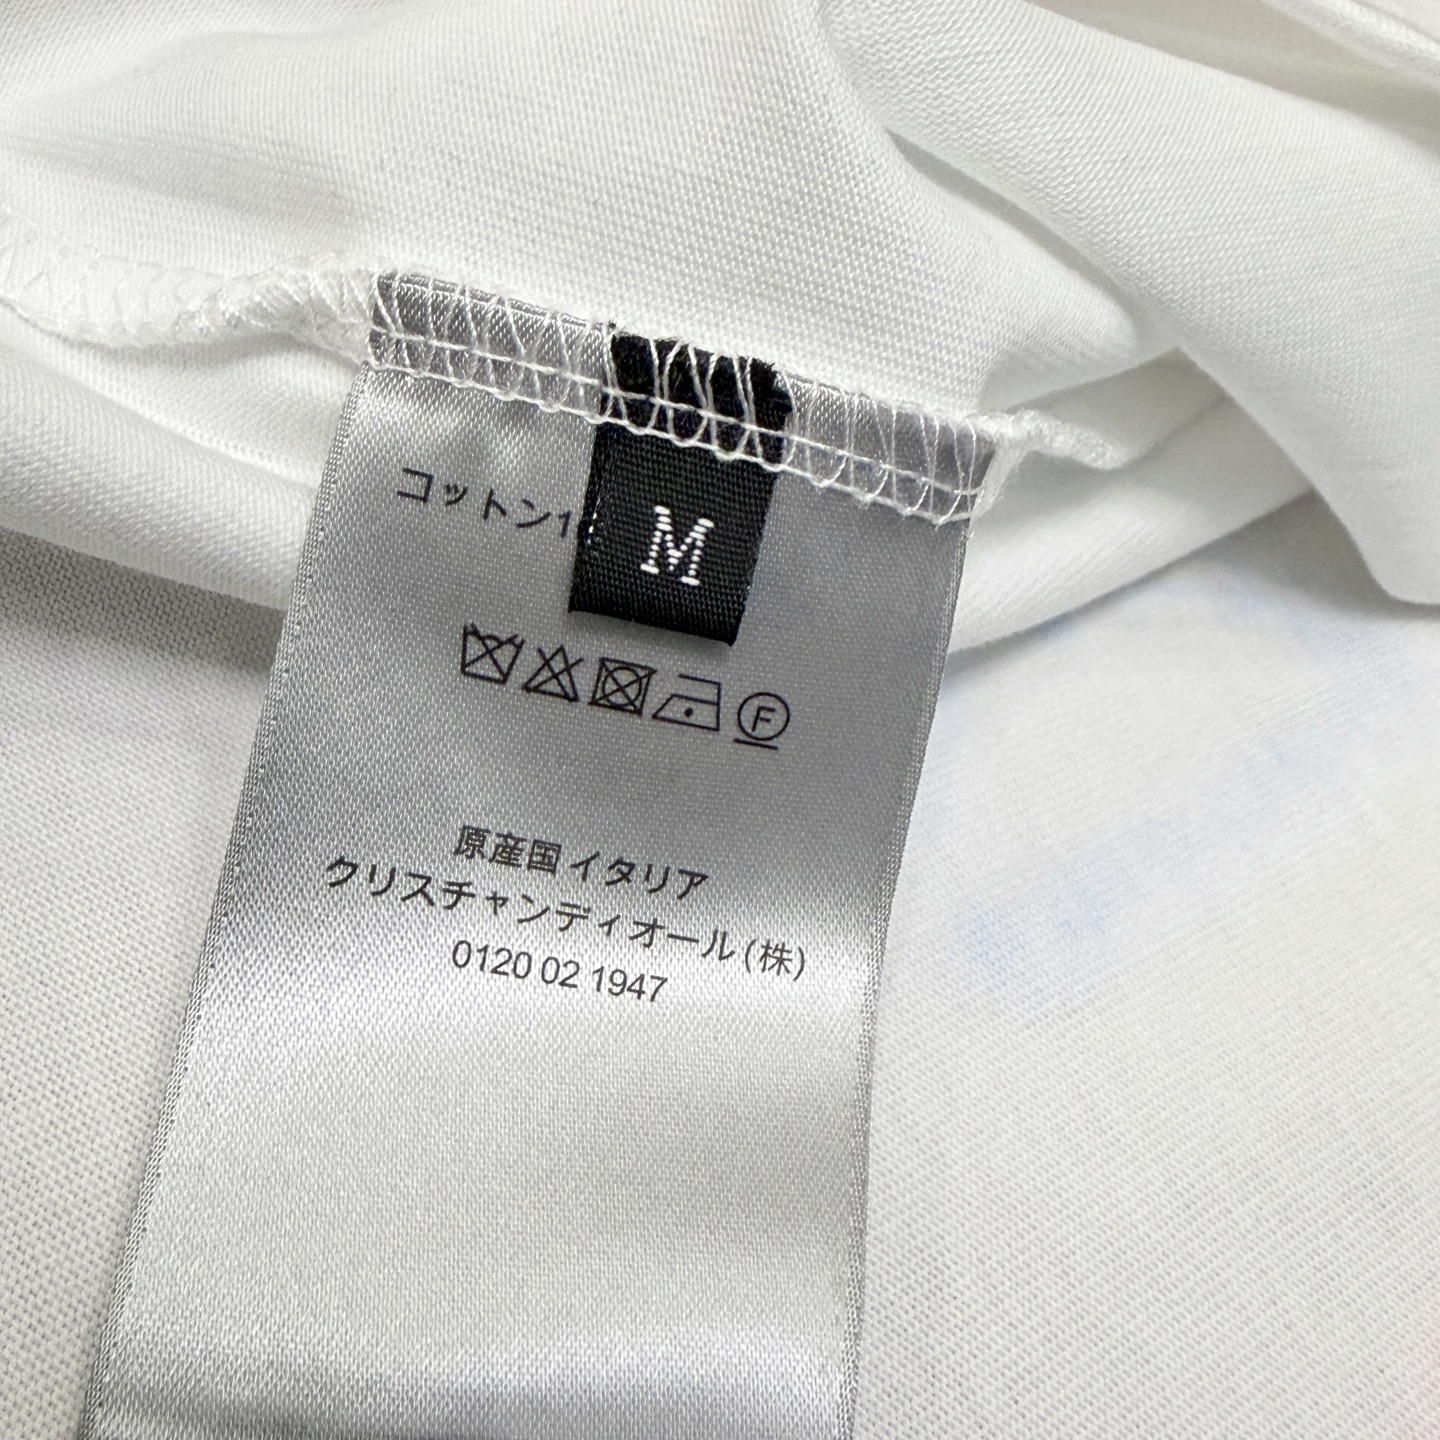 コットン1
M
F
原産国 イタリア
クリスチャンディオール (株)
0120 02 1947